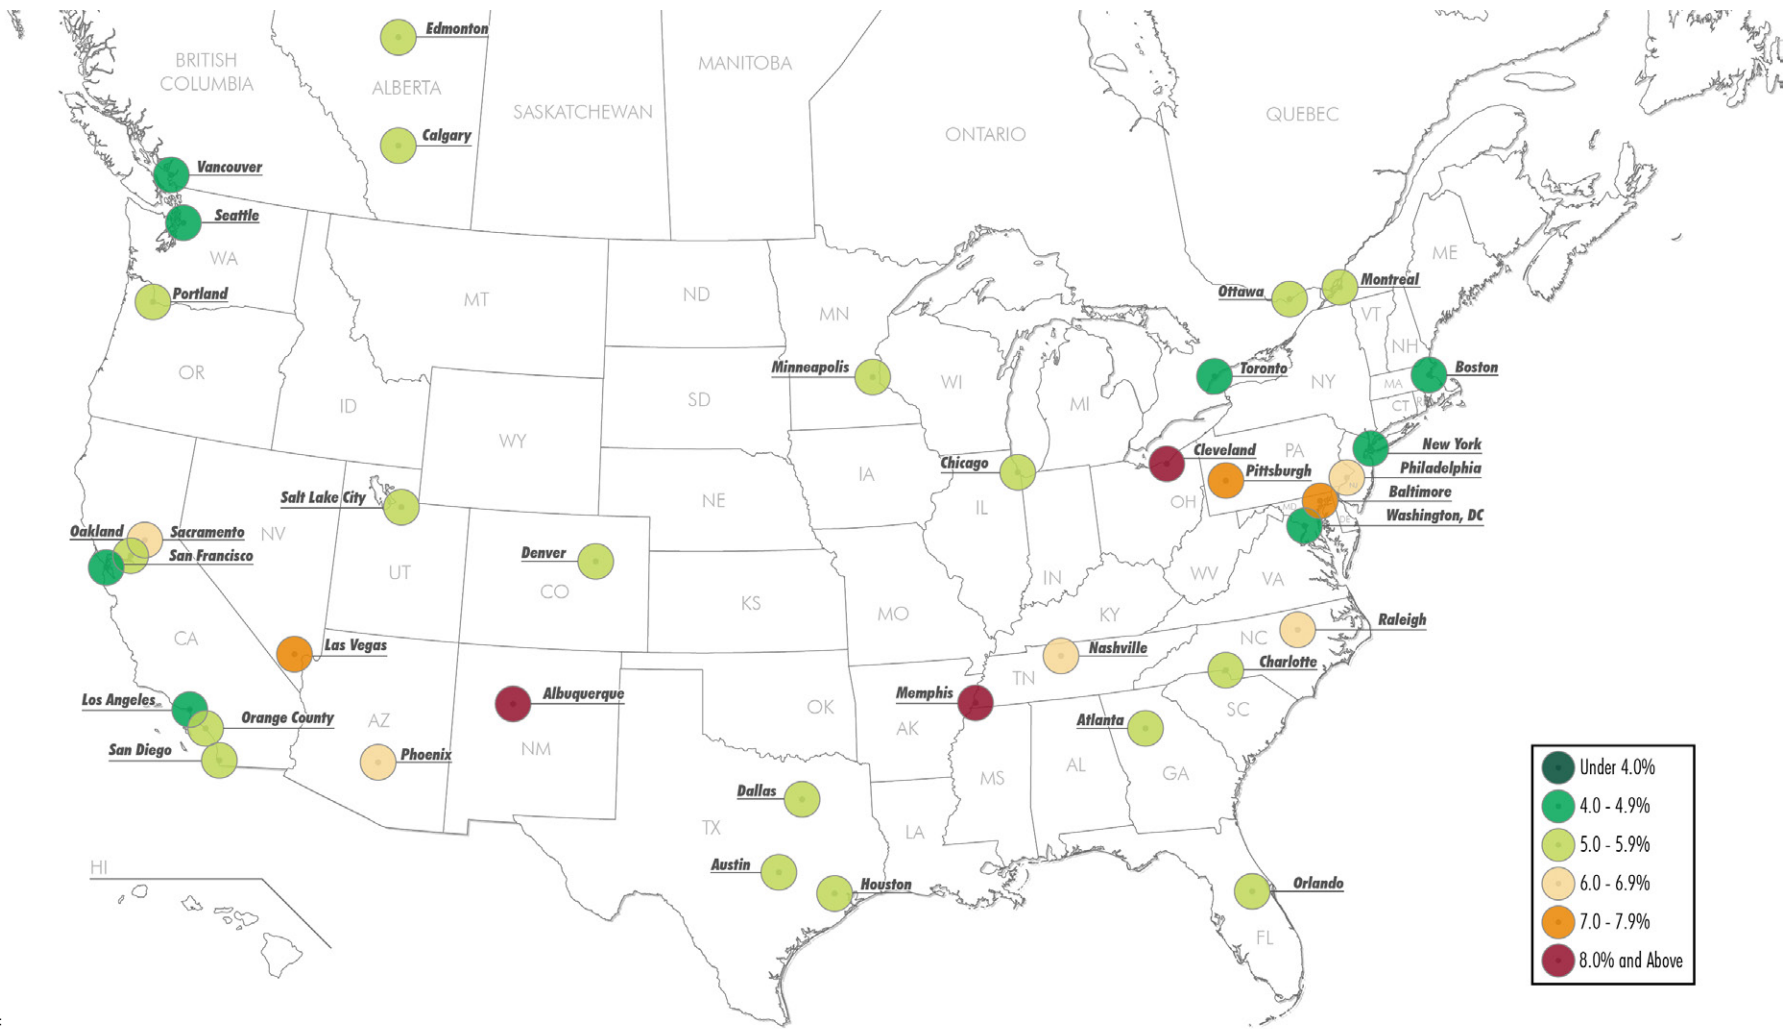 Edmonton
BRITISH
COLUMBIA
ALBERTA
MANITOBA
SASKATCHEWAN
ONTARIO
QUEBEC
Calgary
Vancouver
Seattle
WA
ME
Portland
MT
ND
MN
Ottawa
Montreal
VT
NH
OR
ID
SD
Minneapolis
WI
MI
Toronto
NY
MA
Boston
CT
R
WY
IA
Chicago
Cleveland
PA
New York
Pittsburgh
Philadelphia
NJ
Salt Lake City
NE
IL
OH
Baltimore
MD
DE
Washington, DC
Oakland
Sacramento
San Francisco
NV
UT
Denver
CO
KS
MO
IN
KY
WV
VA
CA
Las Vegas
Nashville
TN
NC
Raleigh
Charlotte
Los Angeles
Orange County
San Diego
AZ
Phoenix
Albuquerque
NM
OK
Memphis
AK
Atlanta
SC
MS
AL
GA
Dallas
TX
LA
Austin
Houston
Orlando
FL
HI
Under 4.0%
4.0 - 4.9%
5.0 - 5.9%
6.0 - 6.9%
7.0 - 7.9%
8.0% and Above